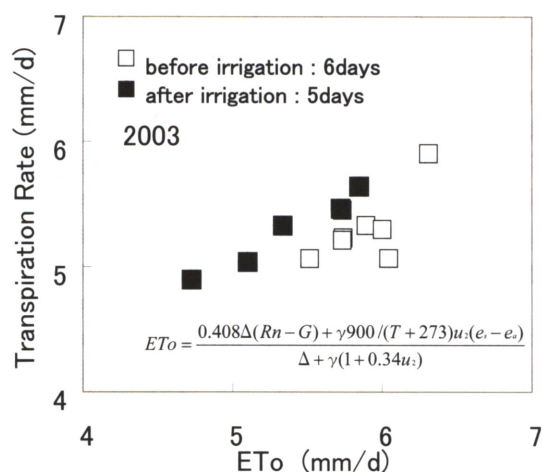 7
6
5
4
Transpiration Rate (mm/d)
□ before irrigation : 6days
■ after irrigation : 5days
2003
ETo = 0.408Δ(Rn − G) + γ900 /(T + 273)u₂(eₛ − eₐ)
Δ + γ(1 + 0.34u₂)
4 5 6 7
ETo (mm/d)